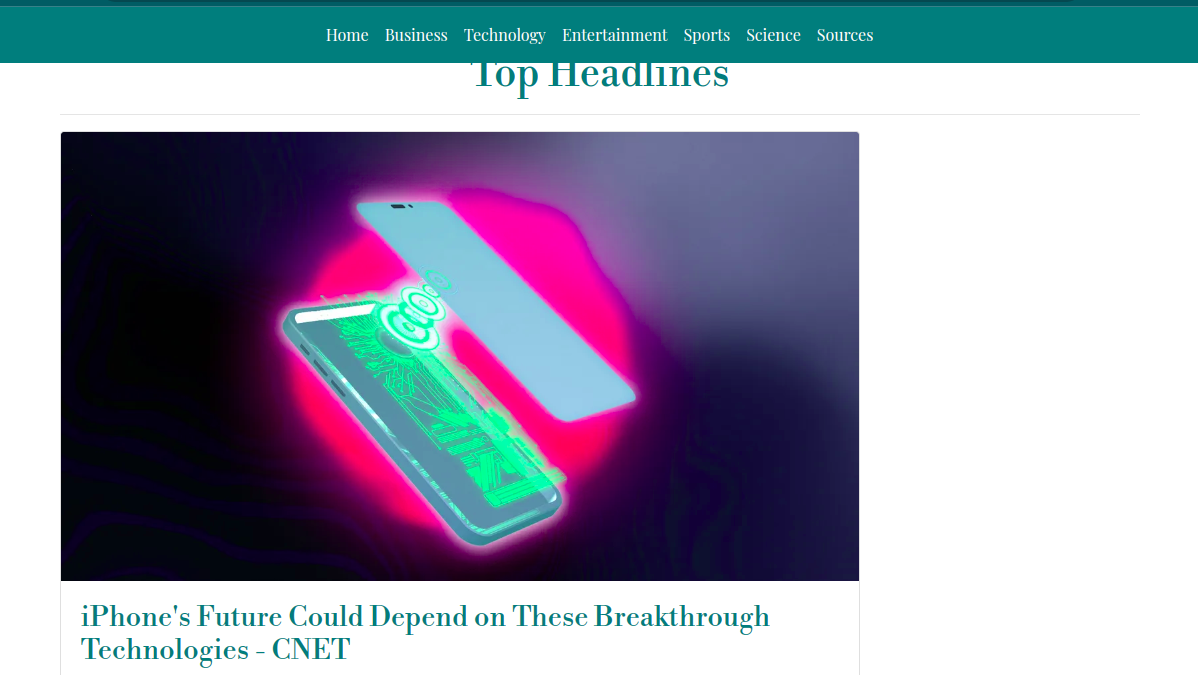 Home Business Technology Entertainment Sports Science Sources
Top Headlines
iPhone's Future Could Depend on These Breakthrough
Technologies - CNET